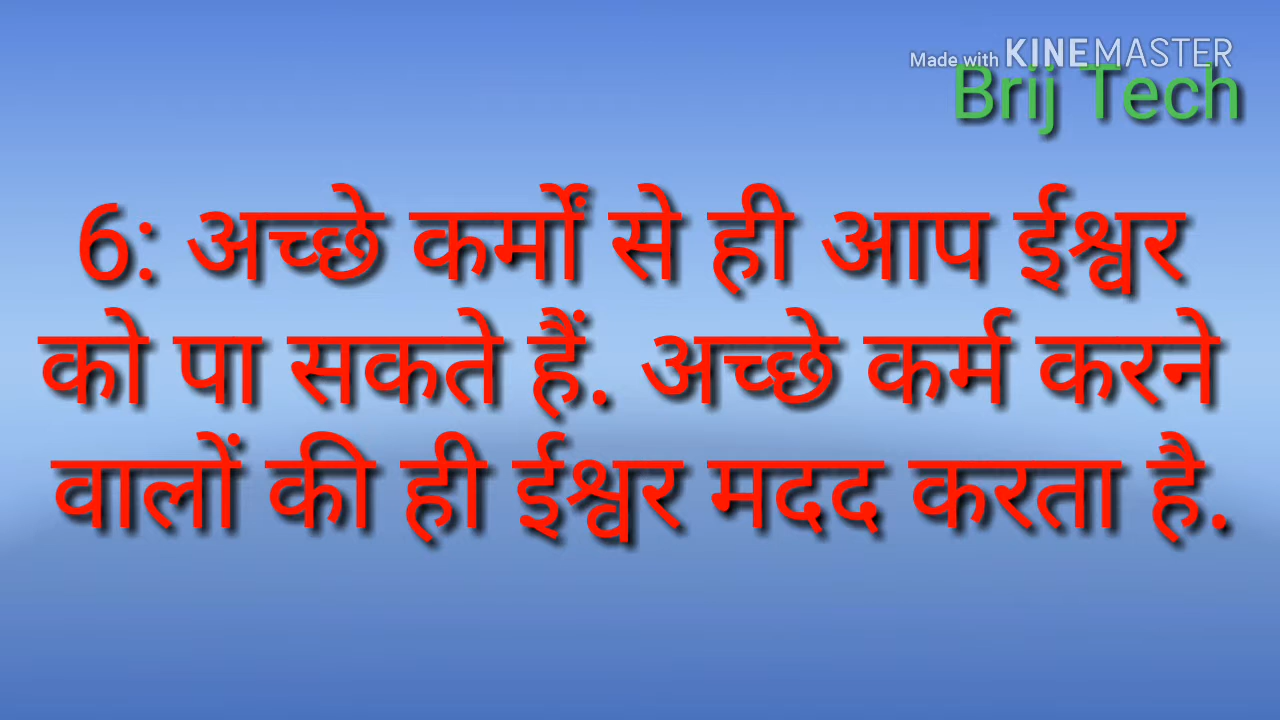 Made with KINEMASTER
Brij Tech
6: अच्छे कर्मों से ही आप ईश्वर
को पा सकते हैं. अच्छे कर्म करने
वालों की ही ईश्वर मदद करता है.